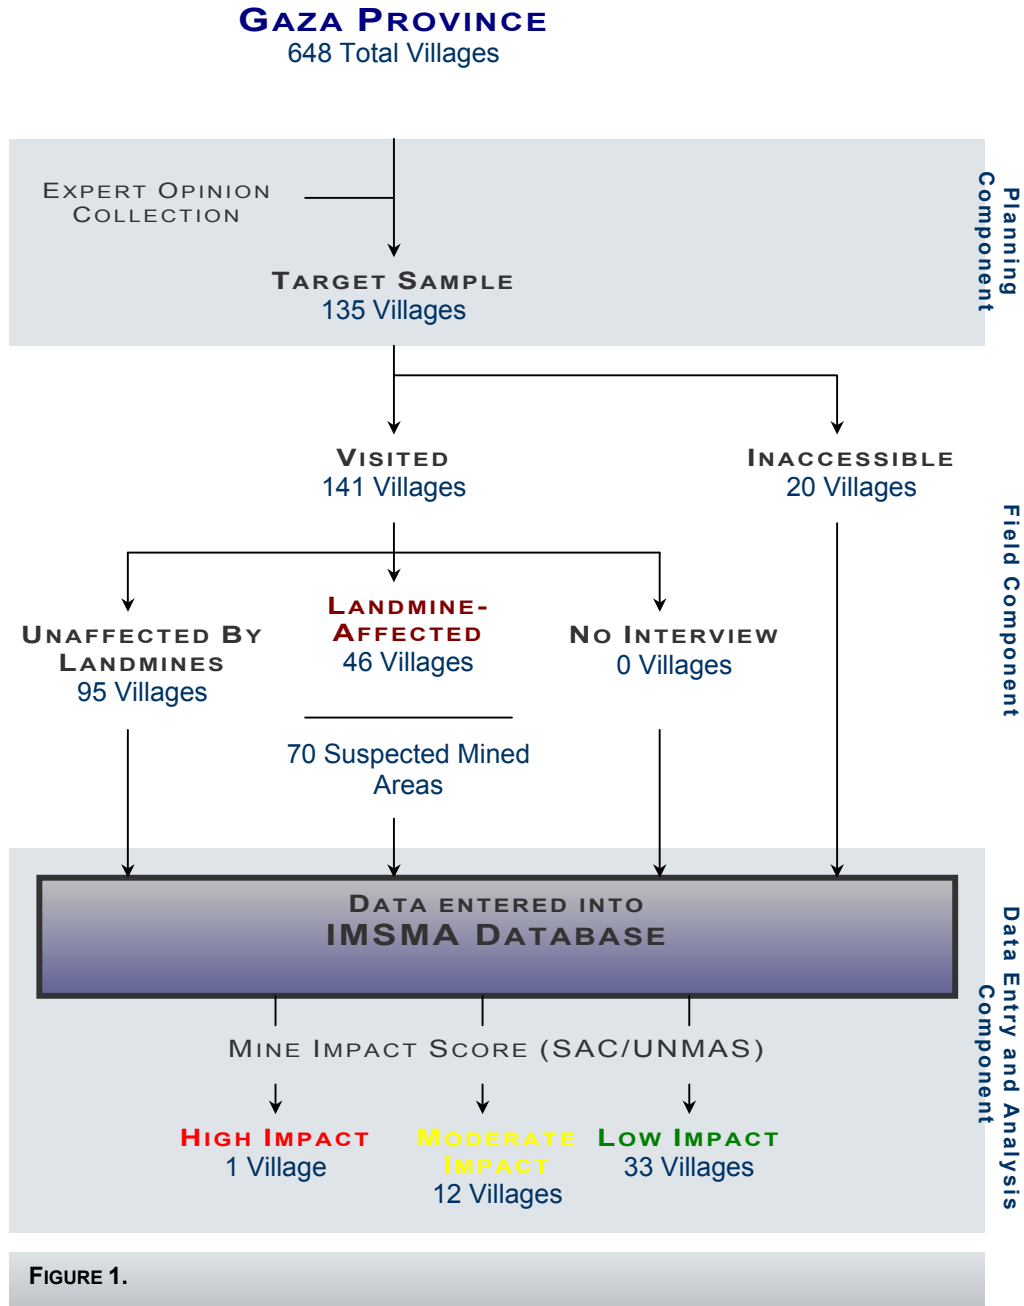 GAZA PROVINCE
648 Total Villages
EXPERT OPINION
COLLECTION
TARGET SAMPLE
135 Villages
Planning
Component
VISITED
141 Villages
INACCESSIBLE
20 Villages
UNAFFECTED BY
LANDMINES
95 Villages
LANDMINE-
AFFECTED
46 Villages
NO INTERVIEW
0 Villages
70 Suspected Mined
Areas
Field Component
DATA ENTERED INTO
IMSMA DATABASE
MINE IMPACT SCORE (SAC/UNMAS)
HIGH IMPACT
1 Village
MODERATE
IMPACT
12 Villages
LOW IMPACT
33 Villages
Data Entry and Analysis
Component
FIGURE 1.